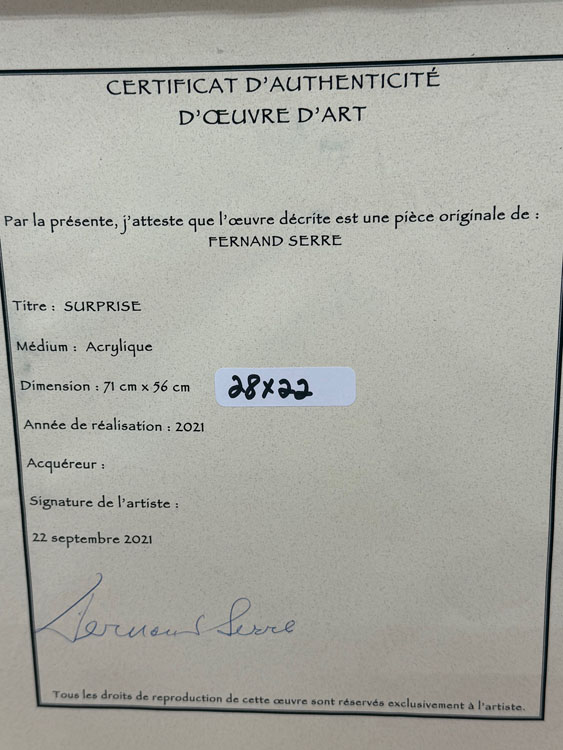 CERTIFICAT D'AUTHENTICITÉ
D'ŒUVRE D'ART
Par la présente, j'atteste que l'œuvre décrite est une pièce originale de :
FERNAND SERRE
Titre : SURPRISE
Médium : Acrylique
Dimension : 71 cm x 56 cm 28x22
Année de réalisation : 2021
Acquéreur :
Signature de l'artiste :
22 septembre 2021
Fernand Serre
Tous les droits de reproduction de cette œuvre sont réservés exclusivement à l'artiste.